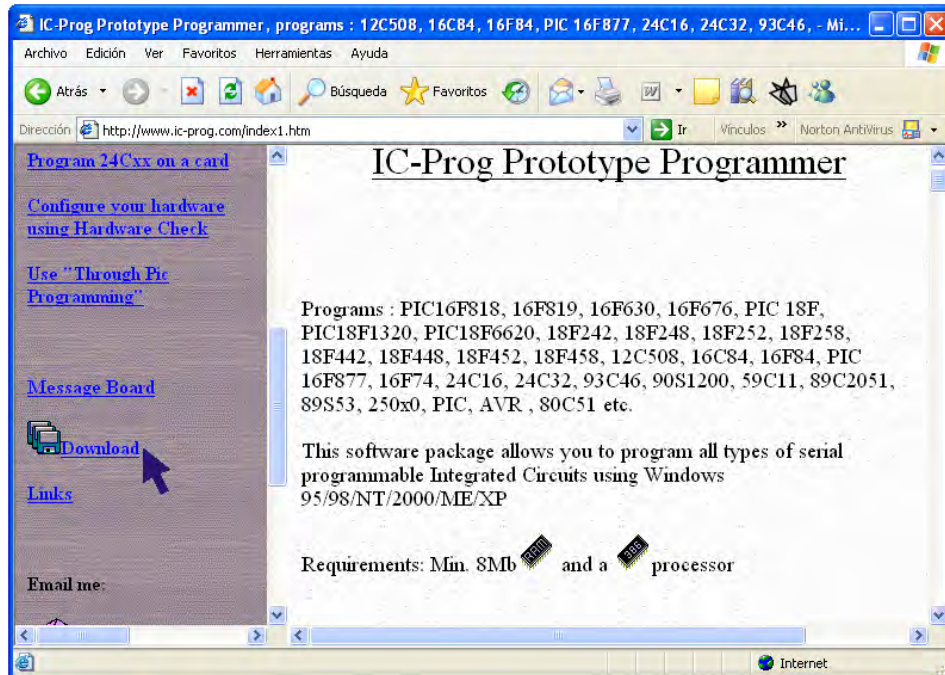 IC-Prog Prototype Programmer, programs : 12C508, 16C84, 16F84, PIC 16F877, 24C16, 24C32, 93C46, - Mi...
Archivo Edición Ver Favoritos Herramientas Ayuda
Atrás Búsqueda Favoritos
Dirección http://www.ic-prog.com/index1.htm Ir Vínculos » Norton AntiVirus
Program 24Cxx on a card
Configure your hardware
using Hardware Check
Use "Through Pic
Programming"
Message Board
Download
Links
Email me:
IC-Prog Prototype Programmer
Programs : PIC16F818, 16F819, 16F630, 16F676, PIC 18F,
PIC18F1320, PIC18F6620, 18F242, 18F248, 18F252, 18F258,
18F442, 18F448, 18F452, 18F458, 12C508, 16C84, 16F84, PIC
16F877, 16F74, 24C16, 24C32, 93C46, 90S1200, 59C11, 89C2051,
89S53, 250x0, PIC, AVR , 80C51 etc.
This software package allows you to program all types of serial
programmable Integrated Circuits using Windows
95/98/NT/2000/ME/XP
Requirements: Min. 8Mb RAM and a 386 processor
Internet